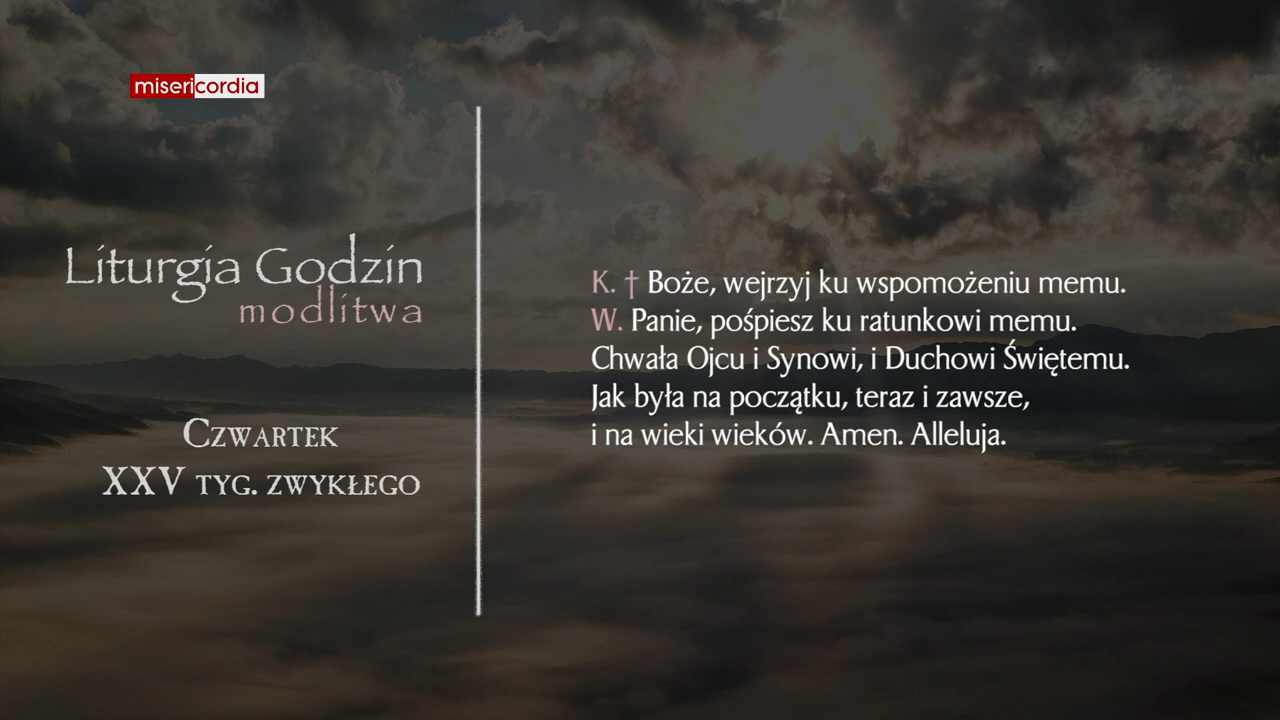 misericordia
Liturgia Godzin
modlitwa
Czwartek
XXV tyg. zwykłego
K. † Boże, wejrzyj ku wspomożeniu memu.
W. Panie, pośpiesz ku ratunkowi memu.
Chwała Ojcu i Synowi, i Duchowi Świętemu.
Jak była na początku, teraz i zawsze,
i na wieki wieków. Amen. Alleluja.